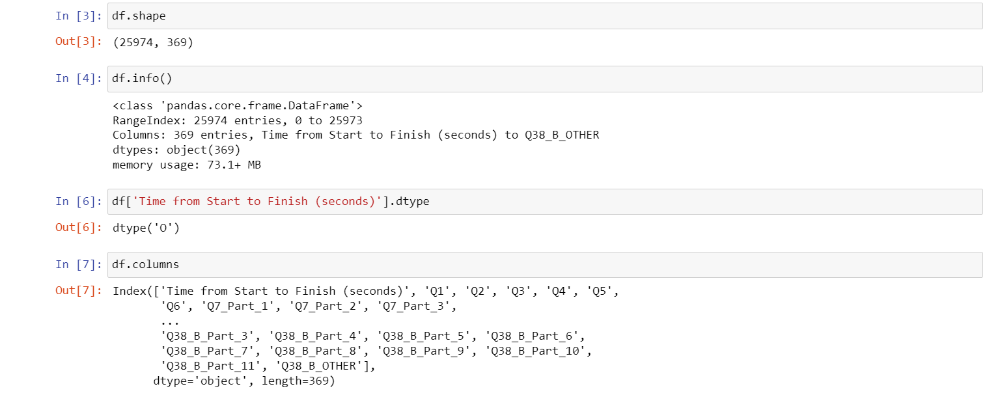 In [3]: df.shape
Out[3]: (25974, 369)
In [4]: df.info()
<class 'pandas.core.frame.DataFrame'>
RangeIndex: 25974 entries, 0 to 25973
Columns: 369 entries, Time from Start to Finish (seconds) to Q38_B_OTHER
dtypes: object(369)
memory usage: 73.1+ MB
In [6]: df['Time from Start to Finish (seconds)'].dtype
Out[6]: dtype('O')
In [7]: df.columns
Out[7]: Index(['Time from Start to Finish (seconds)', 'Q1', 'Q2', 'Q3', 'Q4', 'Q5',
'Q6', 'Q7_Part_1', 'Q7_Part_2', 'Q7_Part_3',
...
'Q38_B_Part_3', 'Q38_B_Part_4', 'Q38_B_Part_5', 'Q38_B_Part_6',
'Q38_B_Part_7', 'Q38_B_Part_8', 'Q38_B_Part_9', 'Q38_B_Part_10',
'Q38_B_Part_11', 'Q38_B_OTHER'],
dtype='object', length=369)